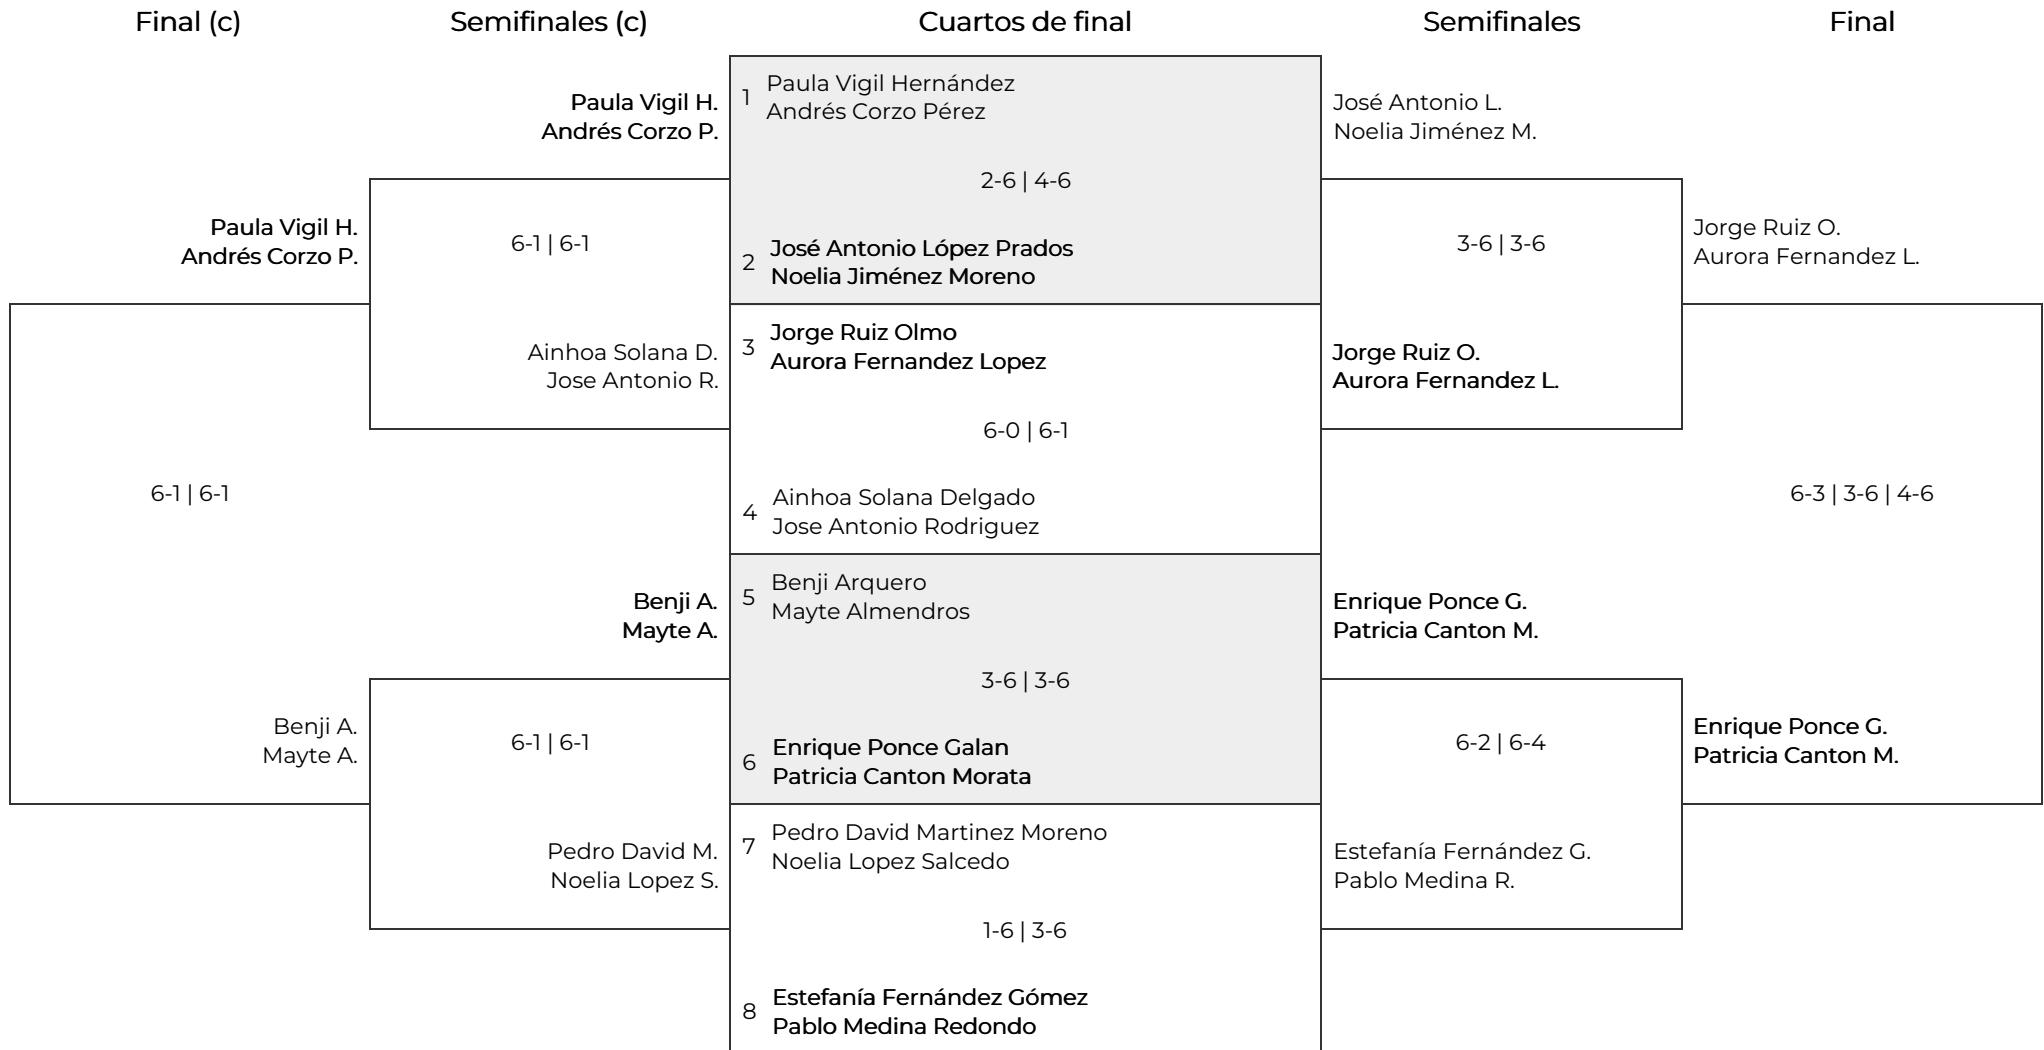 Final (c)
Semifinales (c)
Cuartos de final
Semifinales
Final
Paula Vigil H.
Andrés Corzo P.
6-1 | 6-1
Benji A.
Mayte A.
Paula Vigil H.
Andrés Corzo P.
6-1 | 6-1
Ainhoa Solana D.
Jose Antonio R.
Benji A.
Mayte A.
6-1 | 6-1
Pedro David M.
Noelia Lopez S.
1
Paula Vigil Hernández
Andrés Corzo Pérez
2-6 | 4-6
2
José Antonio López Prados
Noelia Jiménez Moreno
3
Jorge Ruiz Olmo
Aurora Fernandez Lopez
6-0 | 6-1
4
Ainhoa Solana Delgado
Jose Antonio Rodriguez
5
Benji Arquero
Mayte Almendros
3-6 | 3-6
6
Enrique Ponce Galan
Patricia Canton Morata
7
Pedro David Martinez Moreno
Noelia Lopez Salcedo
1-6 | 3-6
8
Estefanía Fernández Gómez
Pablo Medina Redondo
José Antonio L.
Noelia Jiménez M.
3-6 | 3-6
Jorge Ruiz O.
Aurora Fernandez L.
Enrique Ponce G.
Patricia Canton M.
6-2 | 6-4
Estefanía Fernández G.
Pablo Medina R.
Jorge Ruiz O.
Aurora Fernandez L.
6-3 | 3-6 | 4-6
Enrique Ponce G.
Patricia Canton M.